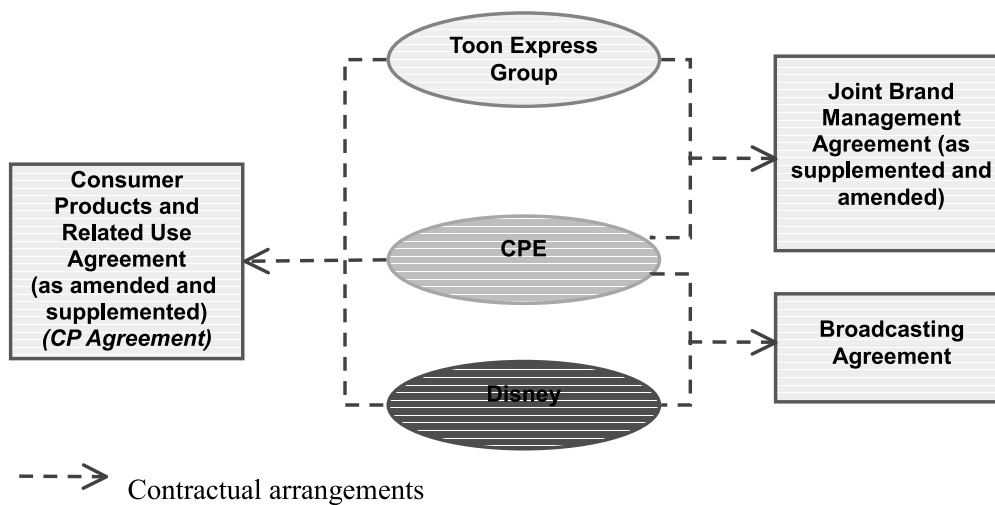 Toon Express
Group
Joint Brand
Management
Agreement (as
supplemented and
amended)
Consumer
Products and
Related Use
Agreement
(as amended and
supplemented)
(CP Agreement)
CPE
Broadcasting
Agreement
Disney
Contractual arrangements